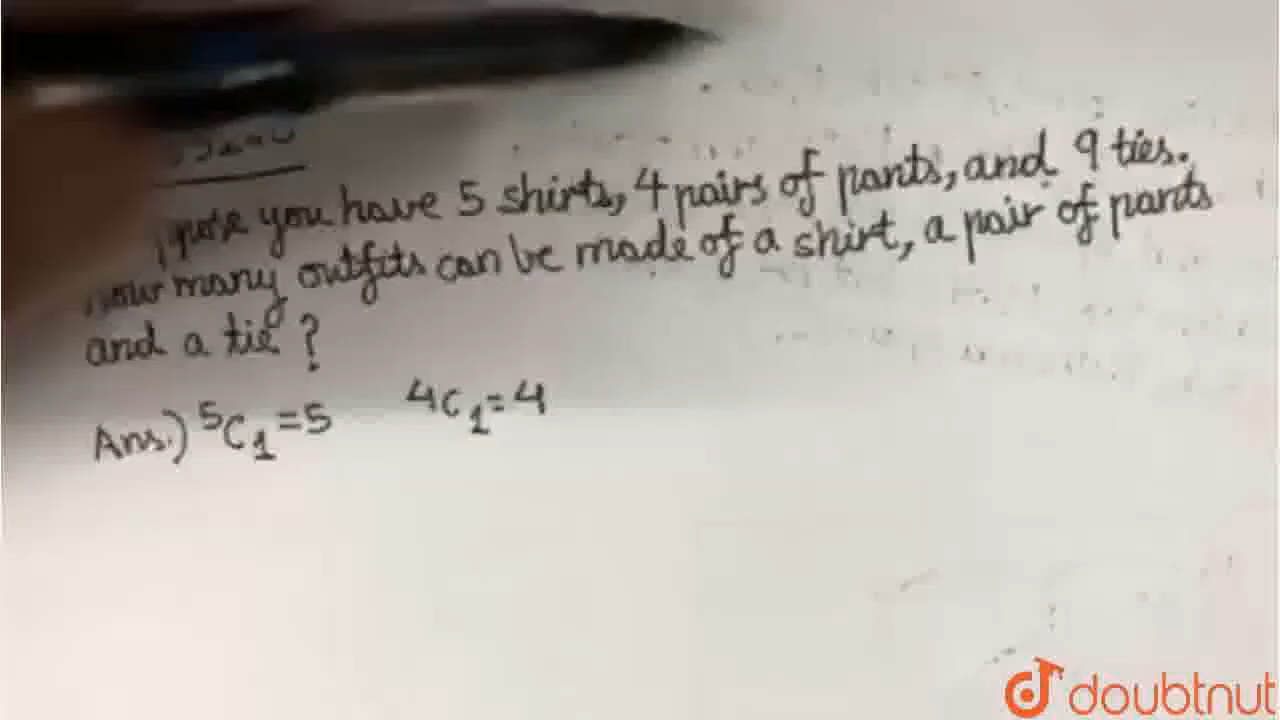 you have 5 shirts, 4 pairs of pants, and 9 ties.
how many outfits can be made of a shirt, a pair of pants
and a tie ?
Ans.) ⁵C₁ = 5 ⁴C₁ = 4
doubtnut